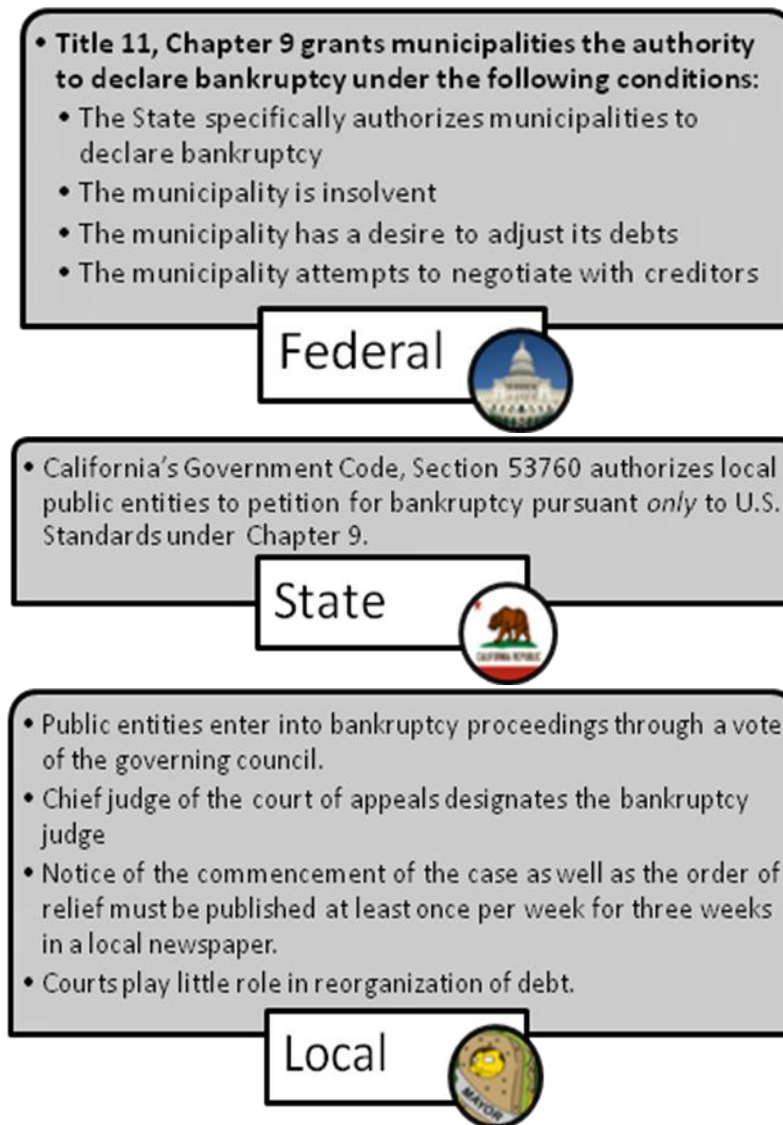 • Title 11, Chapter 9 grants municipalities the authority
to declare bankruptcy under the following conditions:
• The State specifically authorizes municipalities to
declare bankruptcy
• The municipality is insolvent
• The municipality has a desire to adjust its debts
• The municipality attempts to negotiate with creditors
Federal
• California's Government Code, Section 53760 authorizes local
public entities to petition for bankruptcy pursuant only to U.S.
Standards under Chapter 9.
State
CALIFORNIA REPUBLIC
• Public entities enter into bankruptcy proceedings through a vote
of the governing council.
• Chief judge of the court of appeals designates the bankruptcy
judge
• Notice of the commencement of the case as well as the order of
relief must be published at least once per week for three weeks
in a local newspaper.
• Courts play little role in reorganization of debt.
Local
MAYOR